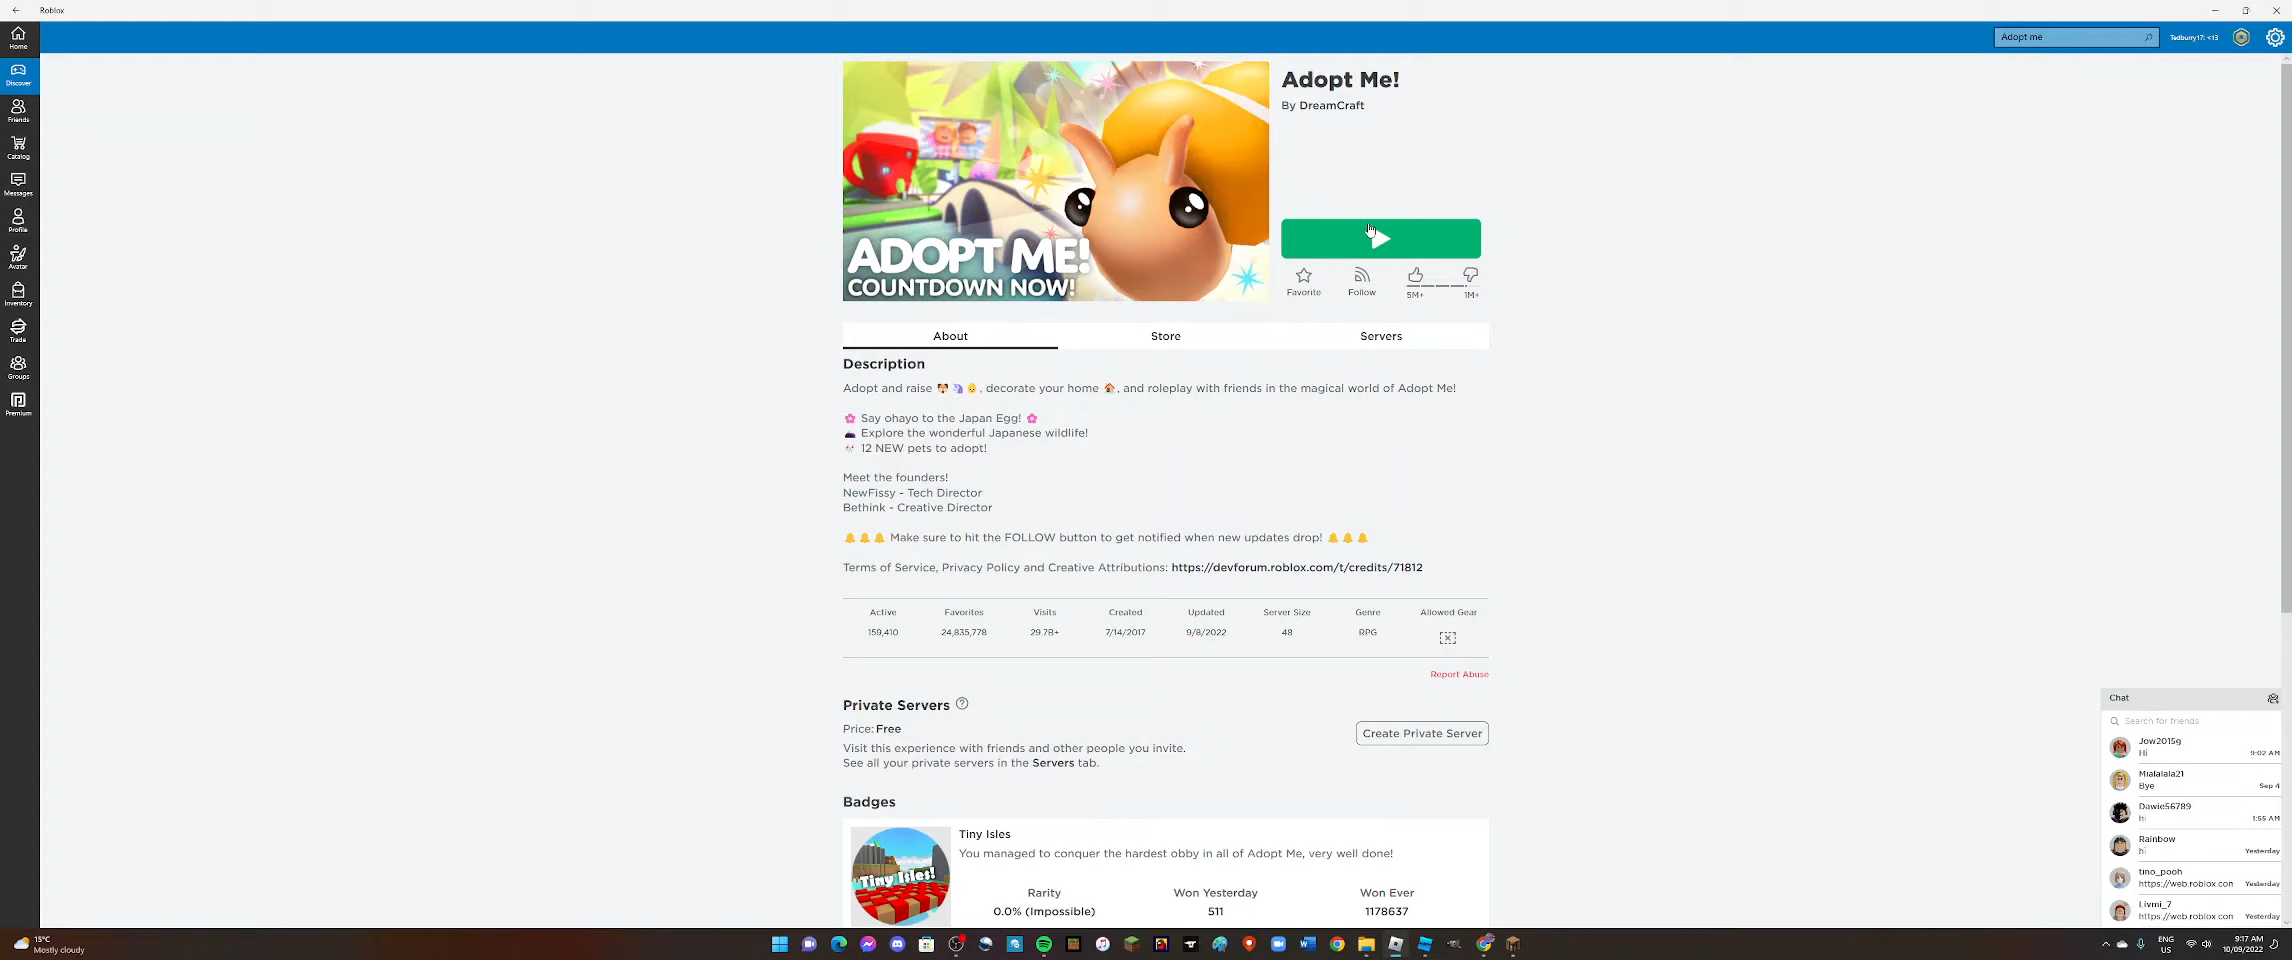 Roblox
Home
Discover
Friends
Catalog
Messages
Profile
Avatar
Inventory
Trade
Groups
Premium
Adopt me
Tedburry17: <13
ADOPT ME!
COUNTDOWN NOW!
Adopt Me!
By DreamCraft
Favorite
Follow
5M+
1M+
About
Store
Servers
Description
Adopt and raise 🐶 🦄 👶, decorate your home 🏠, and roleplay with friends in the magical world of Adopt Me!
🌸 Say ohayo to the Japan Egg! 🌸
Explore the wonderful Japanese wildlife!
12 NEW pets to adopt!
Meet the founders!
NewFissy - Tech Director
Bethink - Creative Director
🔔🔔🔔 Make sure to hit the FOLLOW button to get notified when new updates drop! 🔔🔔🔔
Terms of Service, Privacy Policy and Creative Attributions: https://devforum.roblox.com/t/credits/71812
Active Favorites Visits Created Updated Server Size Genre Allowed Gear
159,410 24,835,778 29.7B+ 7/14/2017 9/8/2022 48 RPG
Report Abuse
Private Servers
Price: Free
Create Private Server
Visit this experience with friends and other people you invite.
See all your private servers in the Servers tab.
Badges
Tiny Isles!
Tiny Isles
You managed to conquer the hardest obby in all of Adopt Me, very well done!
Rarity Won Yesterday Won Ever
0.0% (Impossible) 511 1178637
Chat
Search for friends
Jow2015g
Hi 9:02 AM
Mialalala21
Bye Sep 4
Dawie56789
hi 1:55 AM
Rainbow
hi Yesterday
tino_pooh
https://web.roblox.con Yesterday
Livmi_7
https://web.roblox.con Yesterday
15°C
Mostly cloudy
ENG
US
9:17 AM
10/09/2022